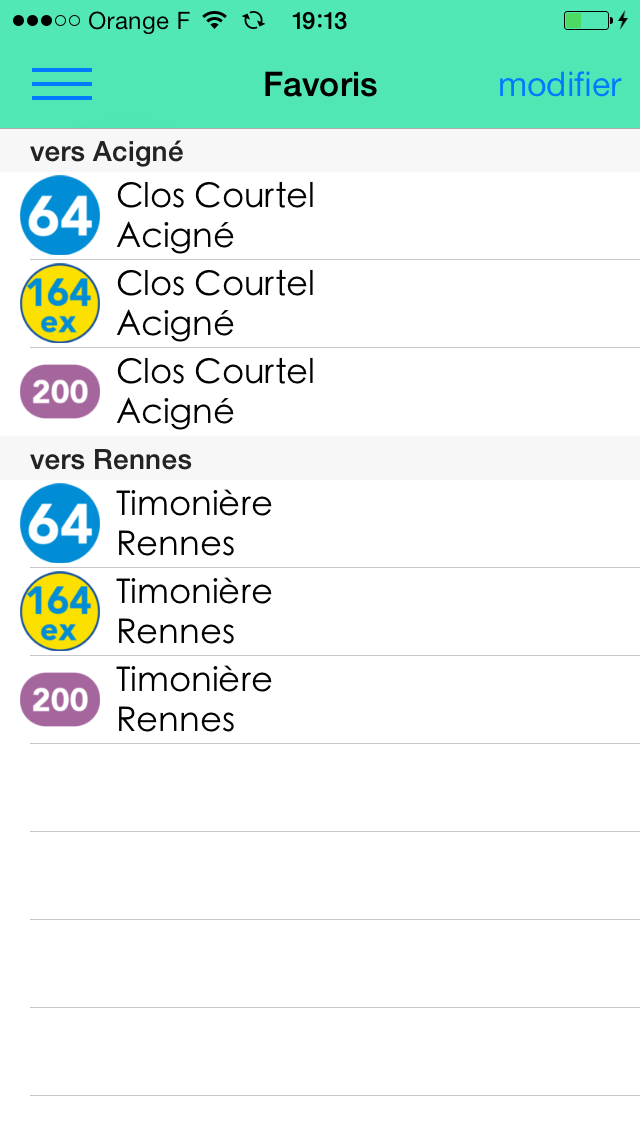 Orange F 19:13
Favoris modifier
vers Acigné
64 Clos Courtel
Acigné
164 Clos Courtel
ex Acigné
200 Clos Courtel
Acigné
vers Rennes
64 Timonière
Rennes
164 Timonière
ex Rennes
200 Timonière
Rennes